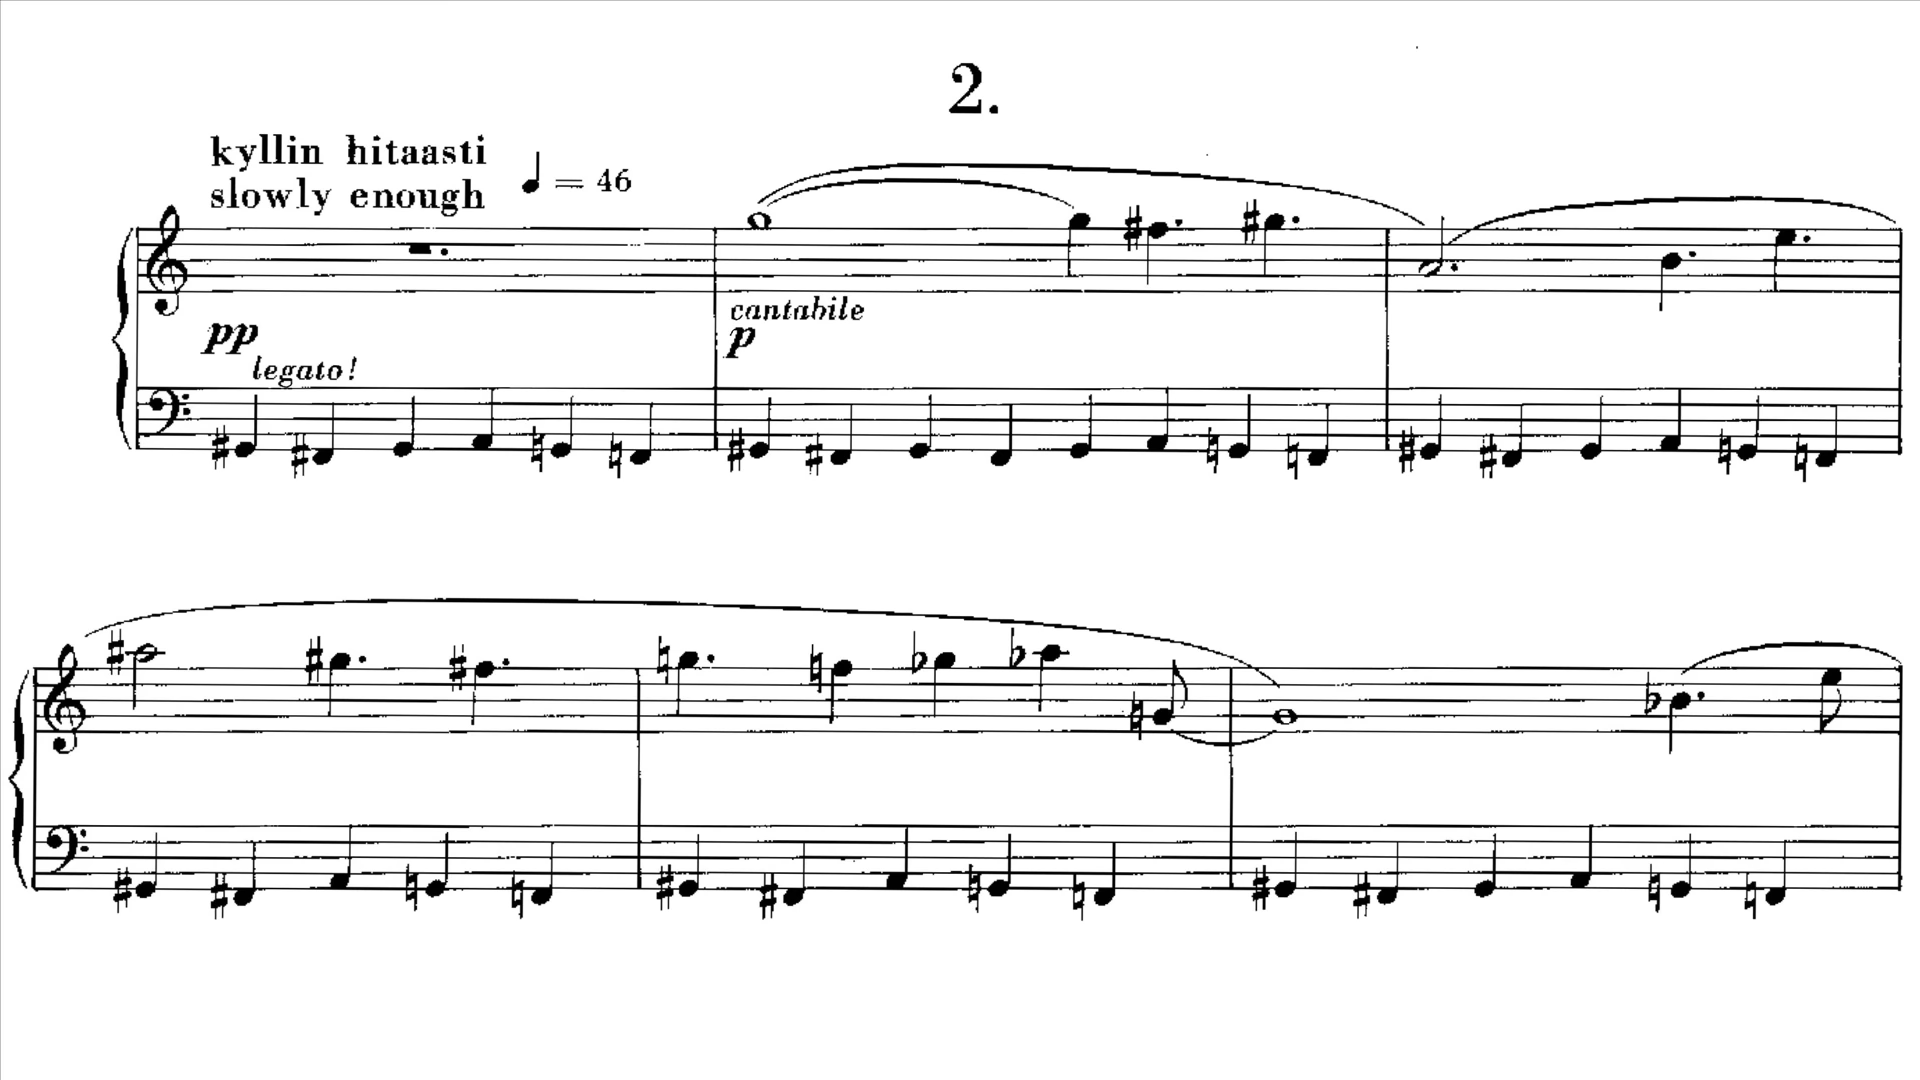 2.
kyllin hitaasti
slowly enough ♩ = 46
cantabile
pp
p
legato!